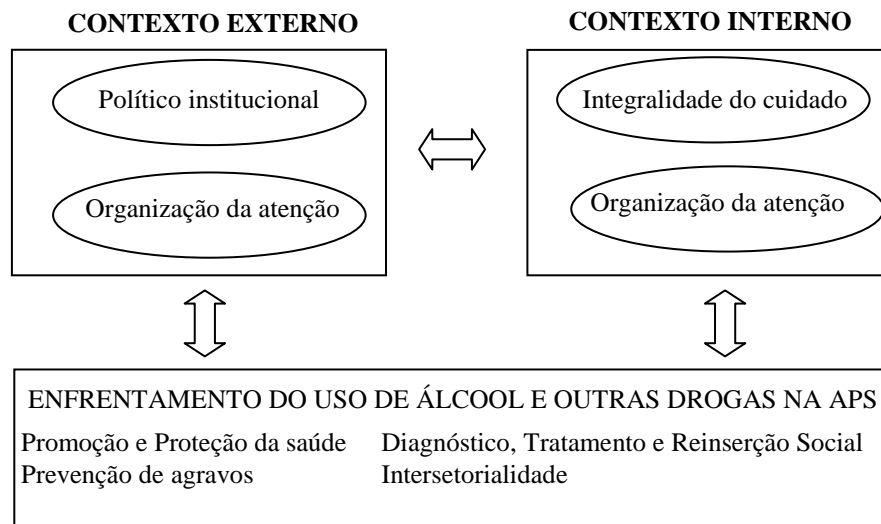 CONTEXTO EXTERNO
Político institucional
Organização da atenção
CONTEXTO INTERNO
Integralidade do cuidado
Organização da atenção
ENFRENTAMENTO DO USO DE ÁLCOOL E OUTRAS DROGAS NA APS
Promoção e Proteção da saúde Diagnóstico, Tratamento e Reinserção Social
Prevenção de agravos Intersetorialidade